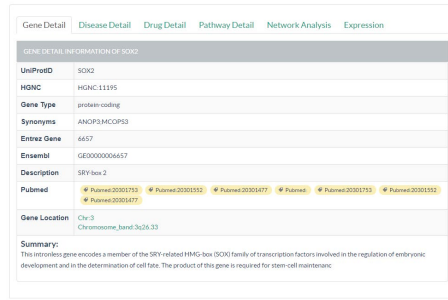 Gene Detail Disease Detail Drug Detail Pathway Detail Network Analysis Expression
GENE DETAIL INFORMATION OF SOX2
UniProtID SOX2
HGNC HGNC:11195
Gene Type protein-coding
Synonyms ANOP3;MCOPS3
Entrez Gene 6657
Ensembl GE00000006657
Description SRY-box 2
Pubmed Pubmed:20301753 Pubmed:20301552 Pubmed:20301477 Pubmed: Pubmed:20301753 Pubmed:20301552
Pubmed:20301477
Gene Location Chr:3
Chromosome_band:3q26.33
Summary:
This intronless gene encodes a member of the SRY-related HMG-box (SOX) family of transcription factors involved in the regulation of embryonic
development and in the determination of cell fate. The product of this gene is required for stem-cell maintenanc